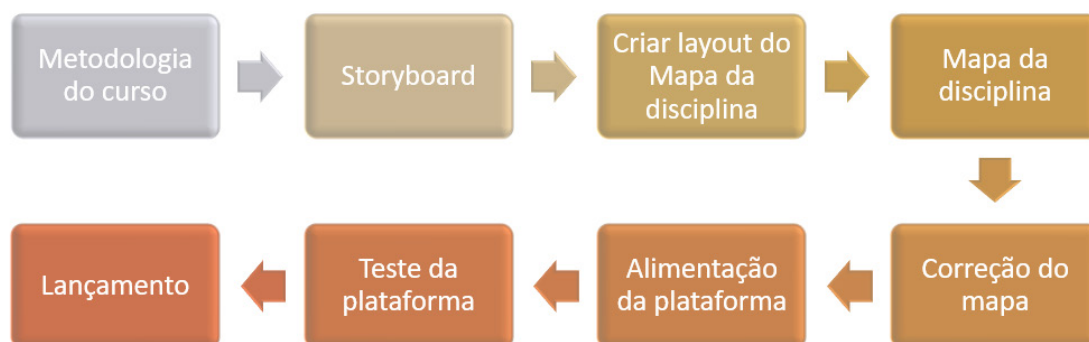 Metodologia
do curso
Storyboard
Criar layout do
Mapa da
disciplina
Mapa da
disciplina
Correção do
mapa
Alimentação
da plataforma
Teste da
plataforma
Lançamento